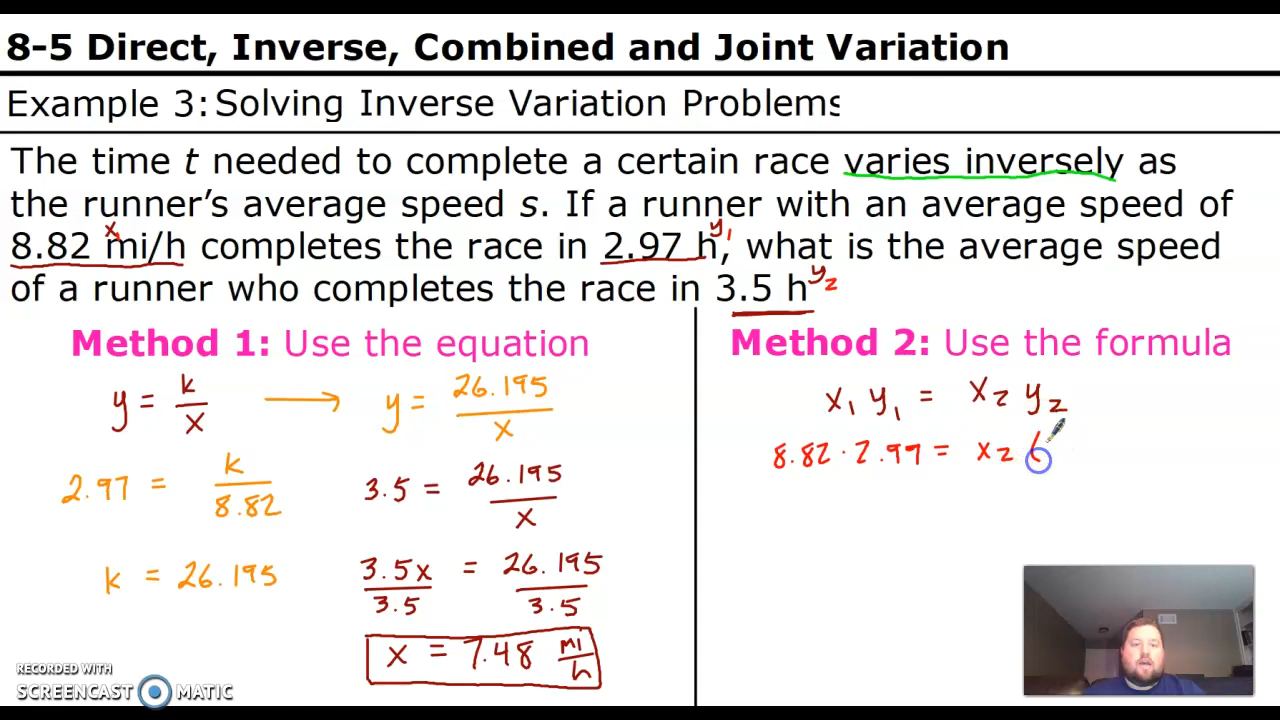 8-5 Direct, Inverse, Combined and Joint Variation
Example 3: Solving Inverse Variation Problems
The time t needed to complete a certain race varies inversely as
the runner's average speed s. If a runner with an average speed of
x₁ y₁
8.82 mi/h completes the race in 2.97 h, what is the average speed
of a runner who completes the race in 3.5 h y₂
Method 1: Use the equation
y = k/x → y = 26.195/x
2.97 = k/8.82
3.5 = 26.195/x
k = 26.195
3.5x/3.5 = 26.195/3.5
x = 7.48 mi/h
Method 2: Use the formula
x₁ y₁ = x₂ y₂
8.82 · 2.97 = x₂ (
RECORDED WITH
SCREENCAST MATIC